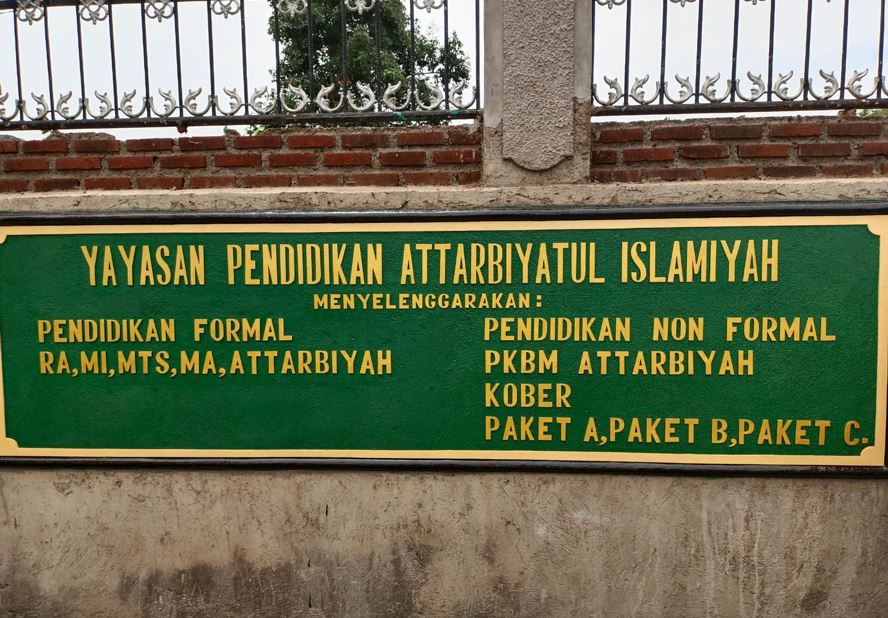 YAYASAN PENDIDIKAN ATTARBIYATUL ISLAMIYAH
MENYELENGGARAKAN :
PENDIDIKAN FORMAL
RA,MI,MTS,MA,ATTARBIYAH
PENDIDIKAN NON FORMAL
PKBM ATTARBIYAH
KOBER
PAKET A,PAKET B,PAKET C.